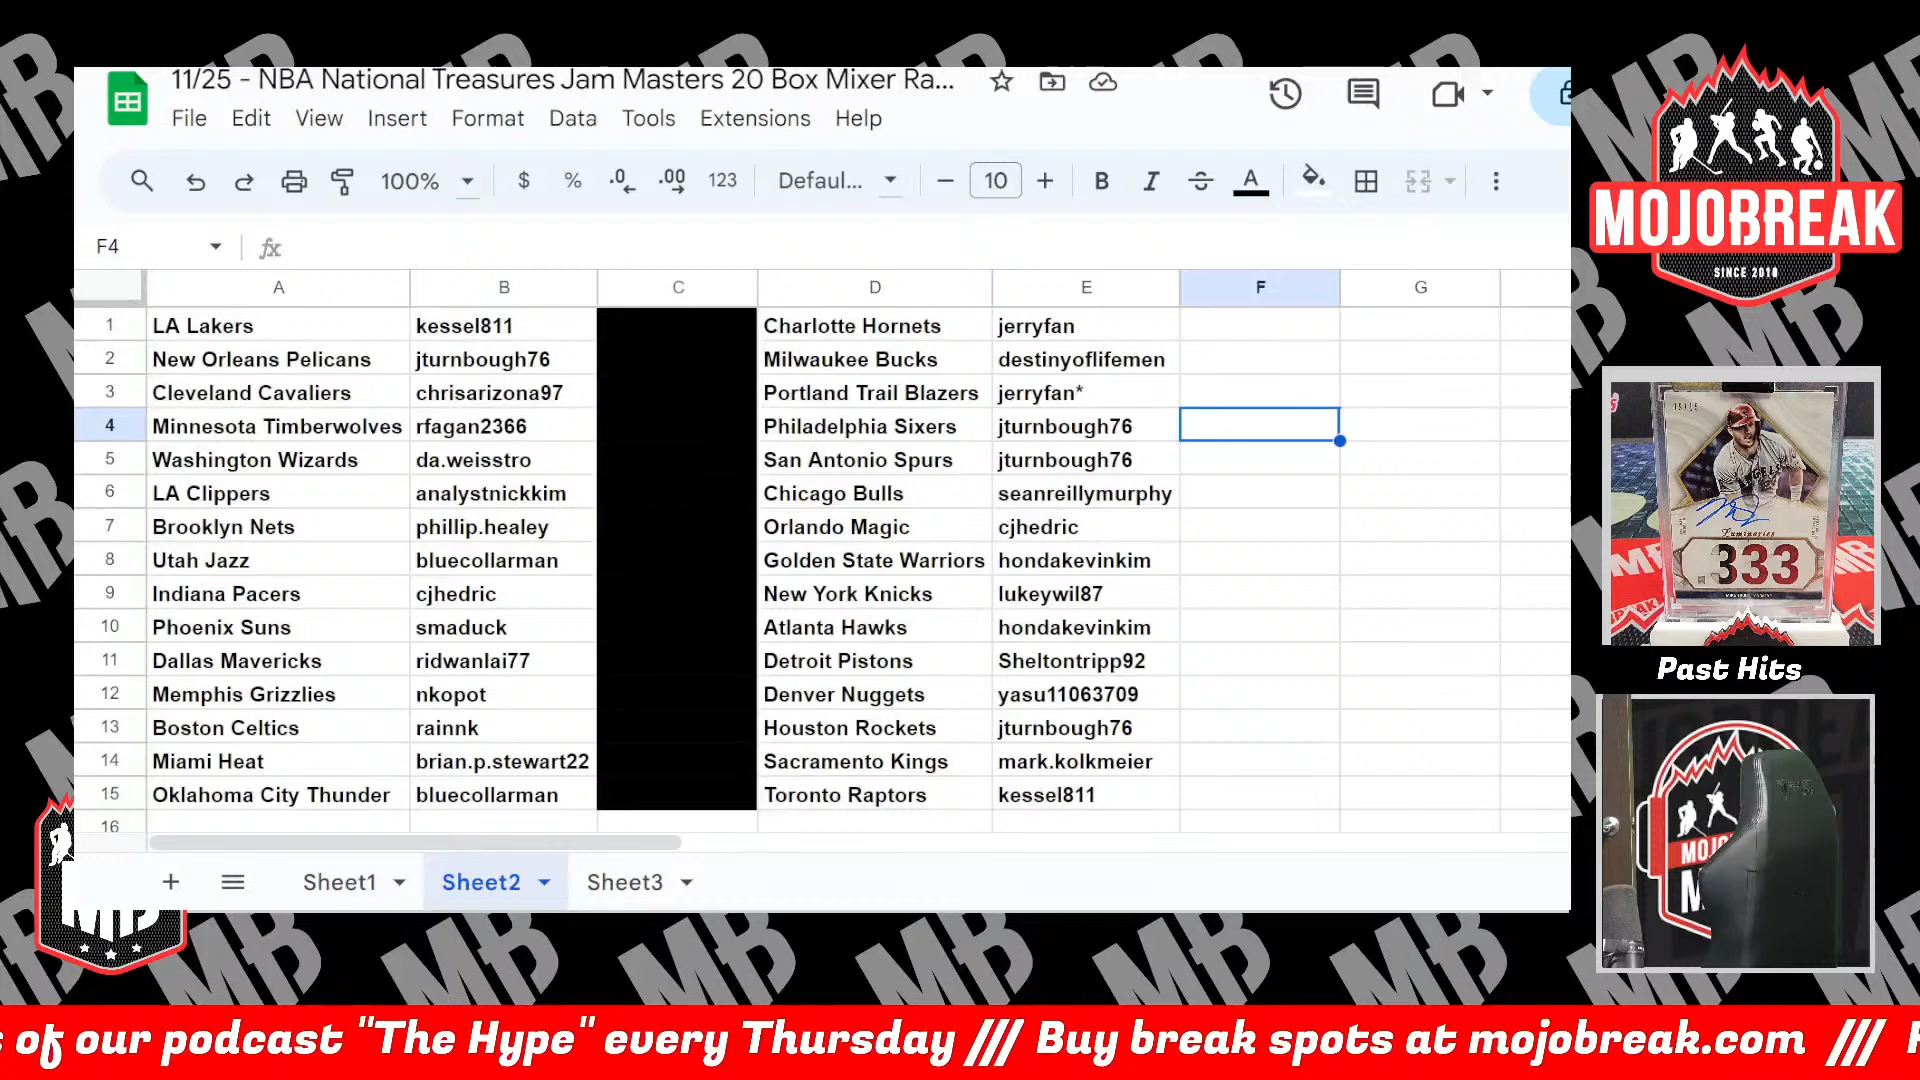 11/25 - NBA National Treasures Jam Masters 20 Box Mixer Ra...
File Edit View Insert Format Data Tools Extensions Help
100% $ % .0 .00 123 Defaul... 10 B I A
F4 fx
A B C D E F G
1 LA Lakers kessel811 Charlotte Hornets jerryfan
2 New Orleans Pelicans jturnbough76 Milwaukee Bucks destinyoflifemen
3 Cleveland Cavaliers chrisarizona97 Portland Trail Blazers jerryfan*
4 Minnesota Timberwolves rfagan2366 Philadelphia Sixers jturnbough76
5 Washington Wizards da.weisstro San Antonio Spurs jturnbough76
6 LA Clippers analystnickkim Chicago Bulls seanreillymurphy
7 Brooklyn Nets phillip.healey Orlando Magic cjhedric
8 Utah Jazz bluecollarman Golden State Warriors hondakevinkim
9 Indiana Pacers cjhedric New York Knicks lukeywil87
10 Phoenix Suns smaduck Atlanta Hawks hondakevinkim
11 Dallas Mavericks ridwanlai77 Detroit Pistons Sheltontripp92
12 Memphis Grizzlies nkopot Denver Nuggets yasu11063709
13 Boston Celtics rainnk Houston Rockets jturnbough76
14 Miami Heat brian.p.stewart22 Sacramento Kings mark.kolkmeier
15 Oklahoma City Thunder bluecollarman Toronto Raptors kessel811
16
+ Sheet1 Sheet2 Sheet3
MOJOBREAK
SINCE 2010
ANGELS
Luminaries
333
Past Hits
MB
s of our podcast "The Hype" every Thursday /// Buy break spots at mojobreak.com ///